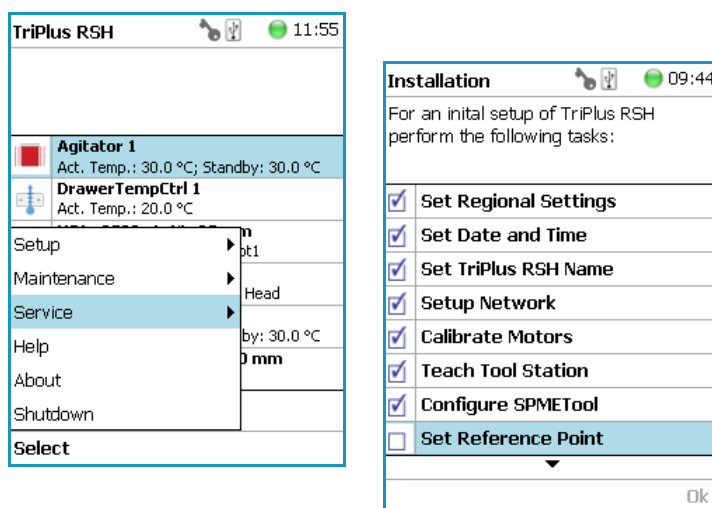 TriPlus RSH 11:55
Agitator 1
Act. Temp.: 30.0 °C; Standby: 30.0 °C
DrawerTempCtrl 1
Act. Temp.: 20.0 °C
Setup
Maintenance
Head
Service
by: 30.0 °C
Help
0 mm
About
Shutdown
Select
Installation 09:44
For an inital setup of TriPlus RSH
perform the following tasks:
Set Regional Settings
Set Date and Time
Set TriPlus RSH Name
Setup Network
Calibrate Motors
Teach Tool Station
Configure SPMETool
Set Reference Point
Ok